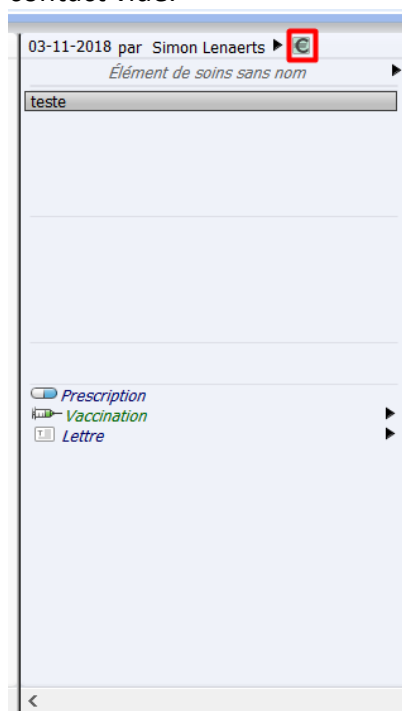 contact vide.
03-11-2018 par Simon Lenaerts
Élément de soins sans nom
teste
Prescription
Vaccination
Lettre